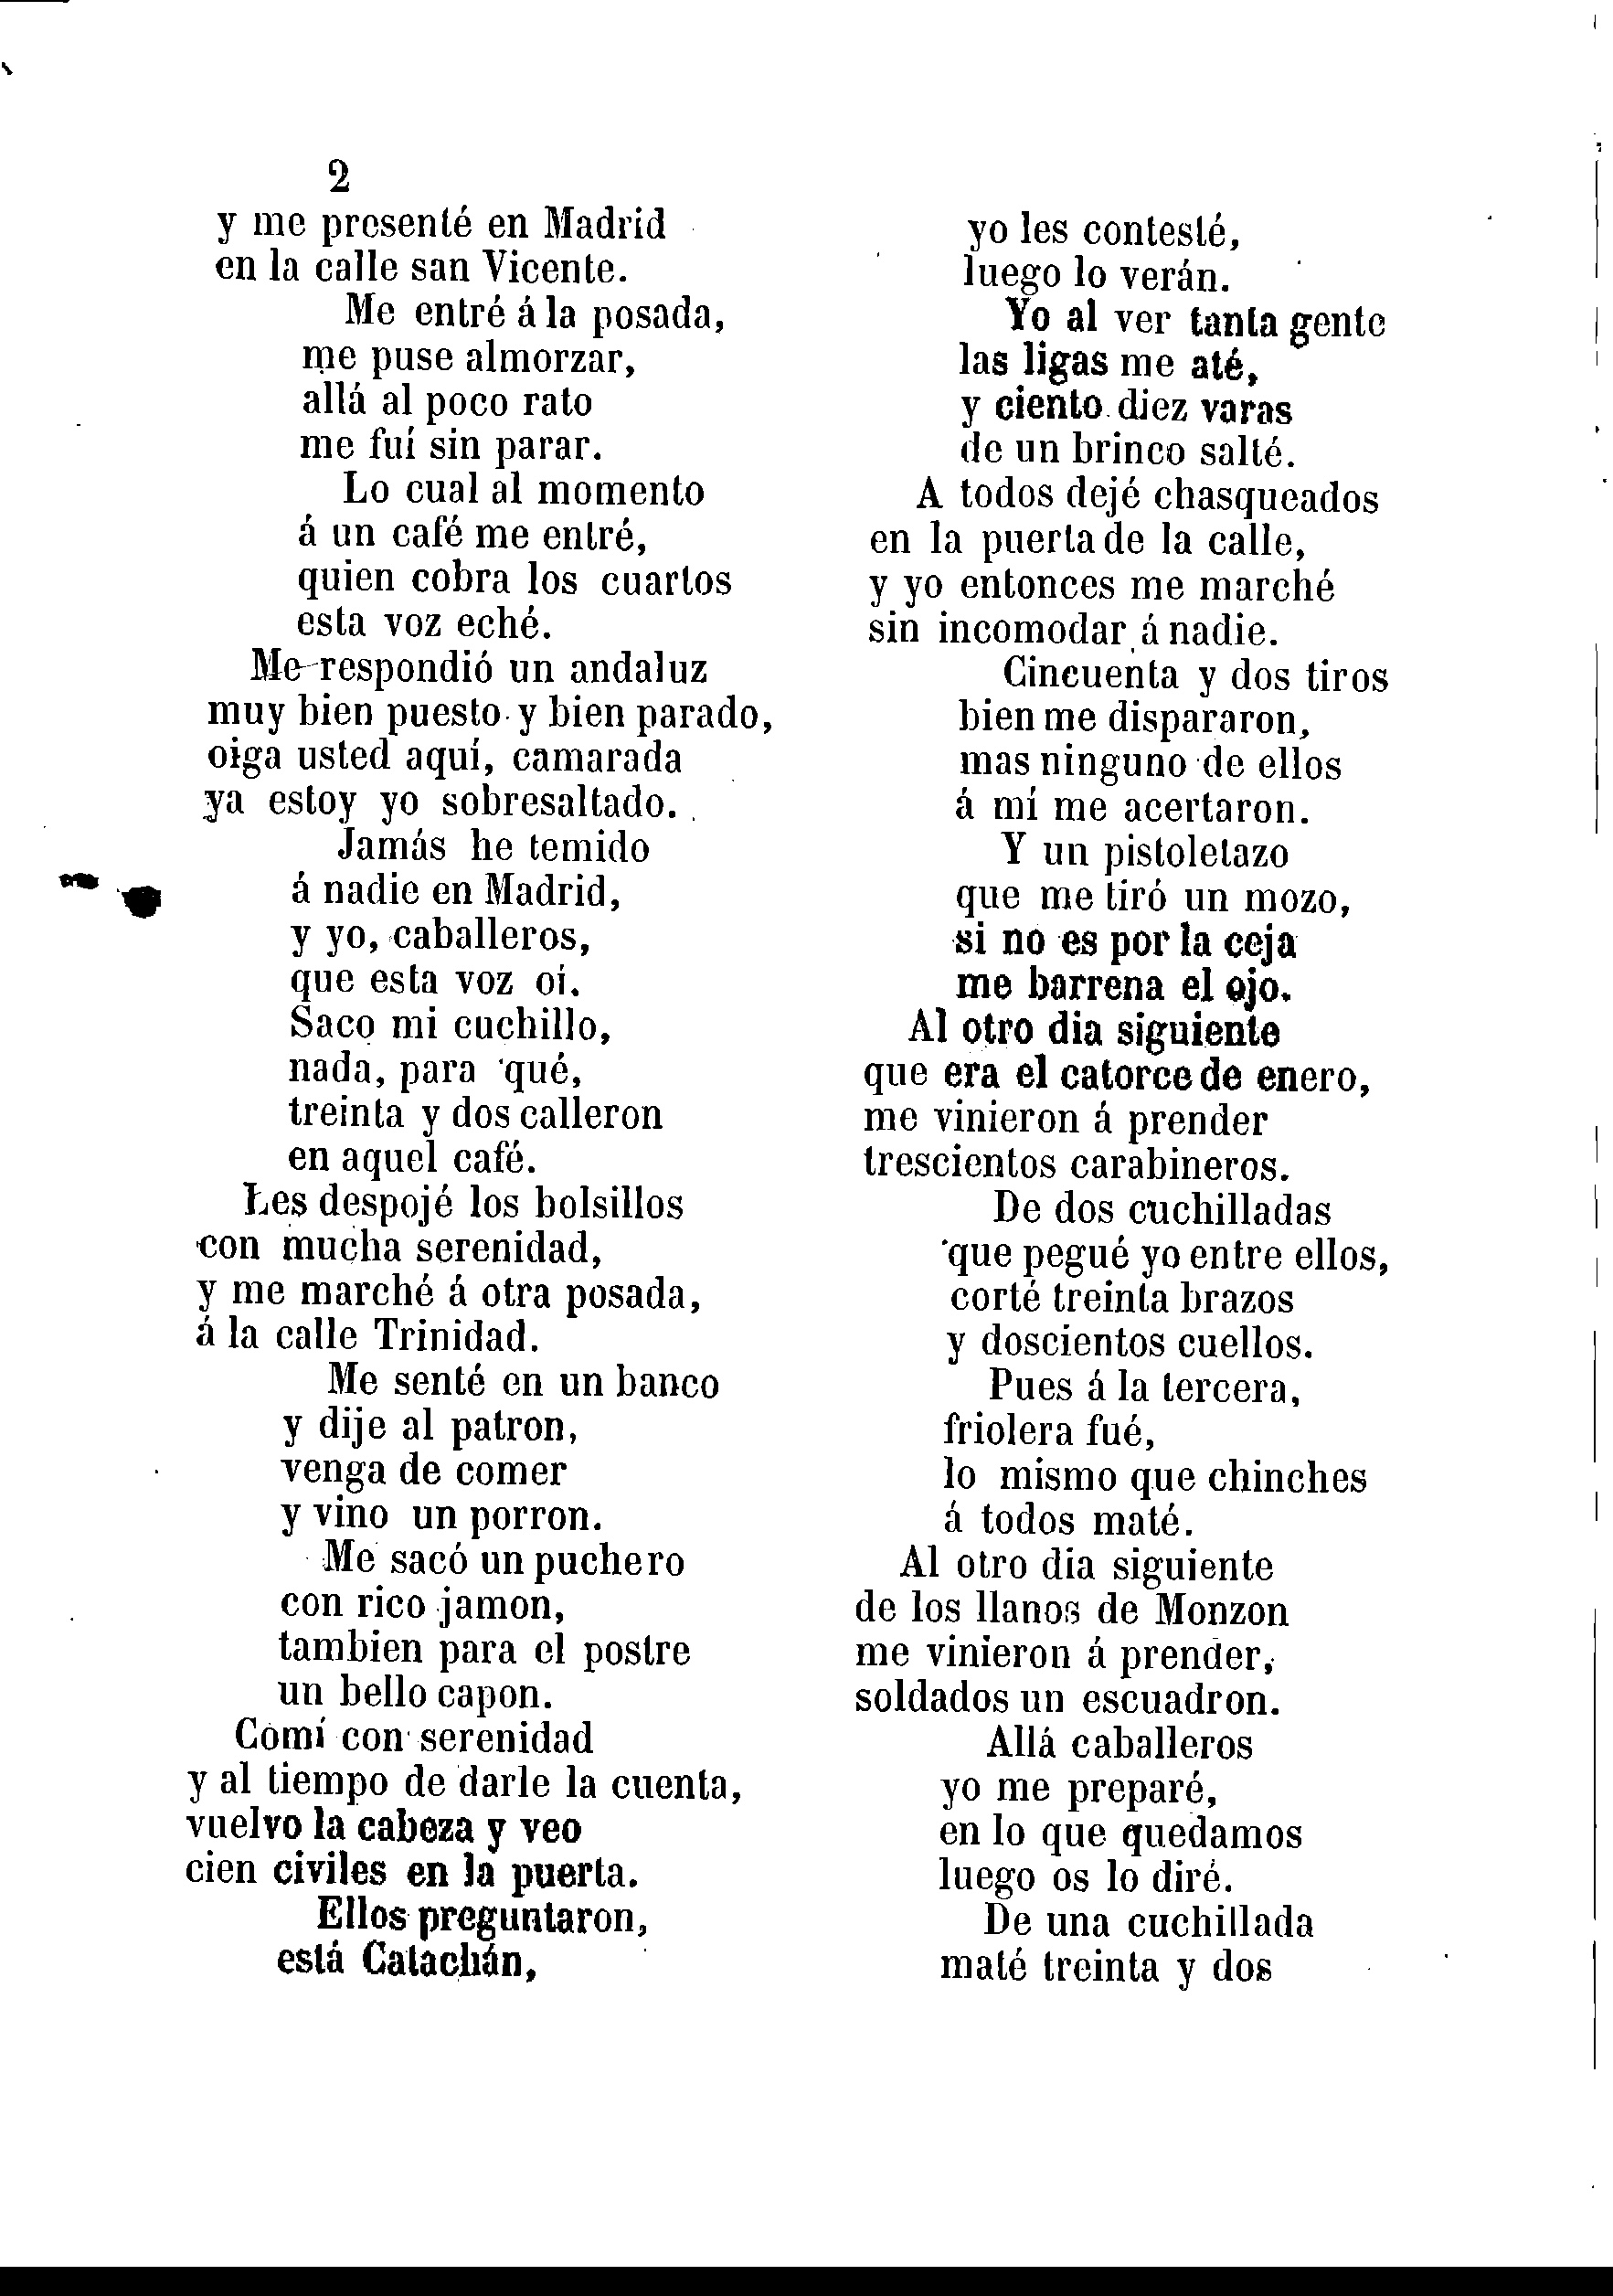 2
y me presenté en Madrid
en la calle san Vicente.
Me entré á la posada,
me puse almorzar,
allá al poco rato
me fuí sin parar.
Lo cual al momento
á un café me entré,
quien cobra los cuartos
esta voz eché.
Me respondió un andaluz
muy bien puesto y bien parado,
oiga usted aquí, camarada
ya estoy yo sobresaltado.
Jamás he temido
á nadie en Madrid,
y yo, caballeros,
que esta voz oí.
Saco mi cuchillo,
nada, para qué,
treinta y dos calleron
en aquel café.
Les despojé los bolsillos
con mucha serenidad,
y me marché á otra posada,
á la calle Trinidad.
Me senté en un banco
y dije al patron,
venga de comer
y vino un porron.
Me sacó un puchero
con rico jamon,
tambien para el postre
un bello capon.
Comí con serenidad
y al tiempo de darle la cuenta,
vuelvo la cabeza y veo
cien civiles en la puerta.
Ellos preguntaron,
está Catachán,
yo les contesté,
luego lo verán.
Yo al ver tanta gente
las ligas me até,
y ciento diez varas
de un brinco salté.
A todos dejé chasqueados
en la puerta de la calle,
y yo entonces me marché
sin incomodar á nadie.
Cincuenta y dos tiros
bien me dispararon,
mas ninguno de ellos
á mí me acertaron.
Y un pistoletazo
que me tiró un mozo,
si no es por la ceja
me barrena el ojo.
Al otro dia siguiente
que era el catorce de enero,
me vinieron á prender
trescientos carabineros.
De dos cuchilladas
que pegué yo entre ellos,
corté treinta brazos
y doscientos cuellos.
Pues á la tercera,
friolera fué,
lo mismo que chinches
á todos maté.
Al otro dia siguiente
de los llanos de Monzon
me vinieron á prender,
soldados un escuadron.
Allá caballeros
yo me preparé,
en lo que quedamos
luego os lo diré.
De una cuchillada
maté treinta y dos